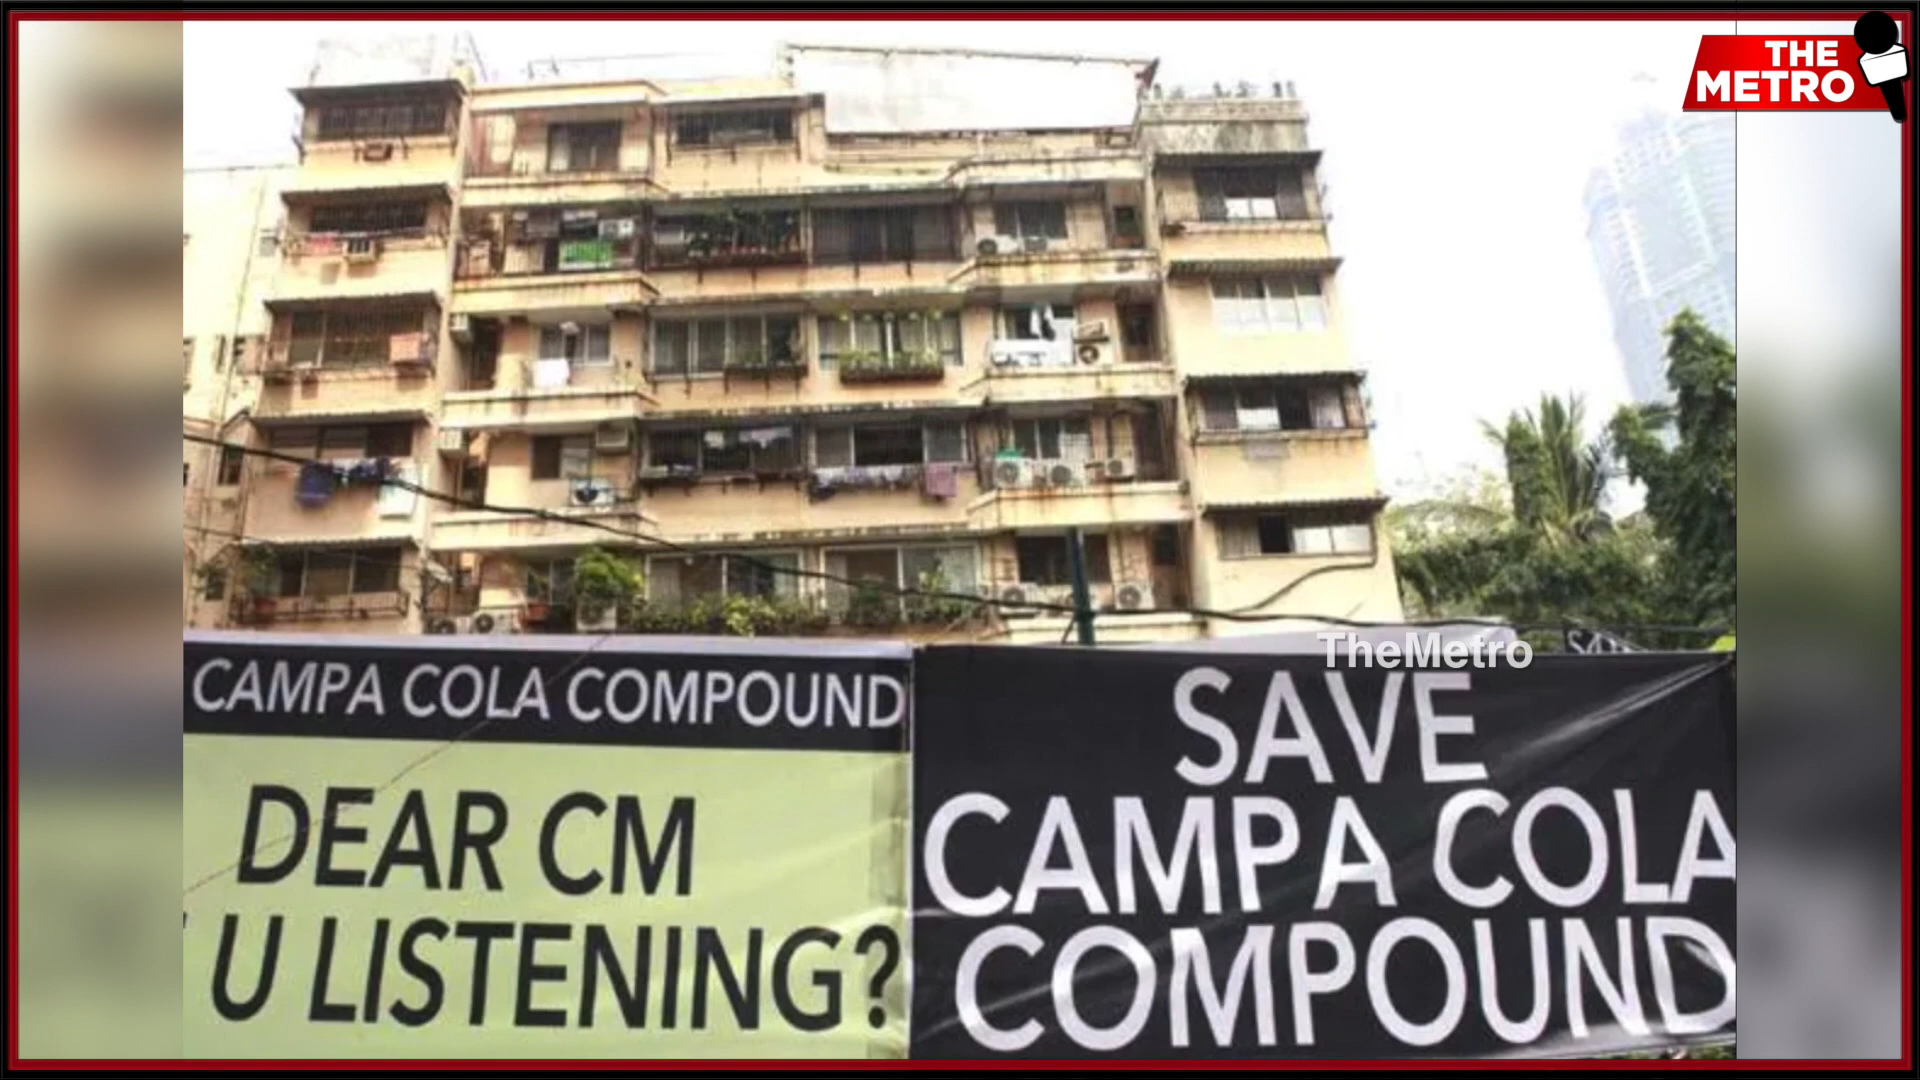 THE
METRO
TheMetro
CAMPA COLA COMPOUND
DEAR CM
U LISTENING?
SAVE
CAMPA COLA
COMPOUND